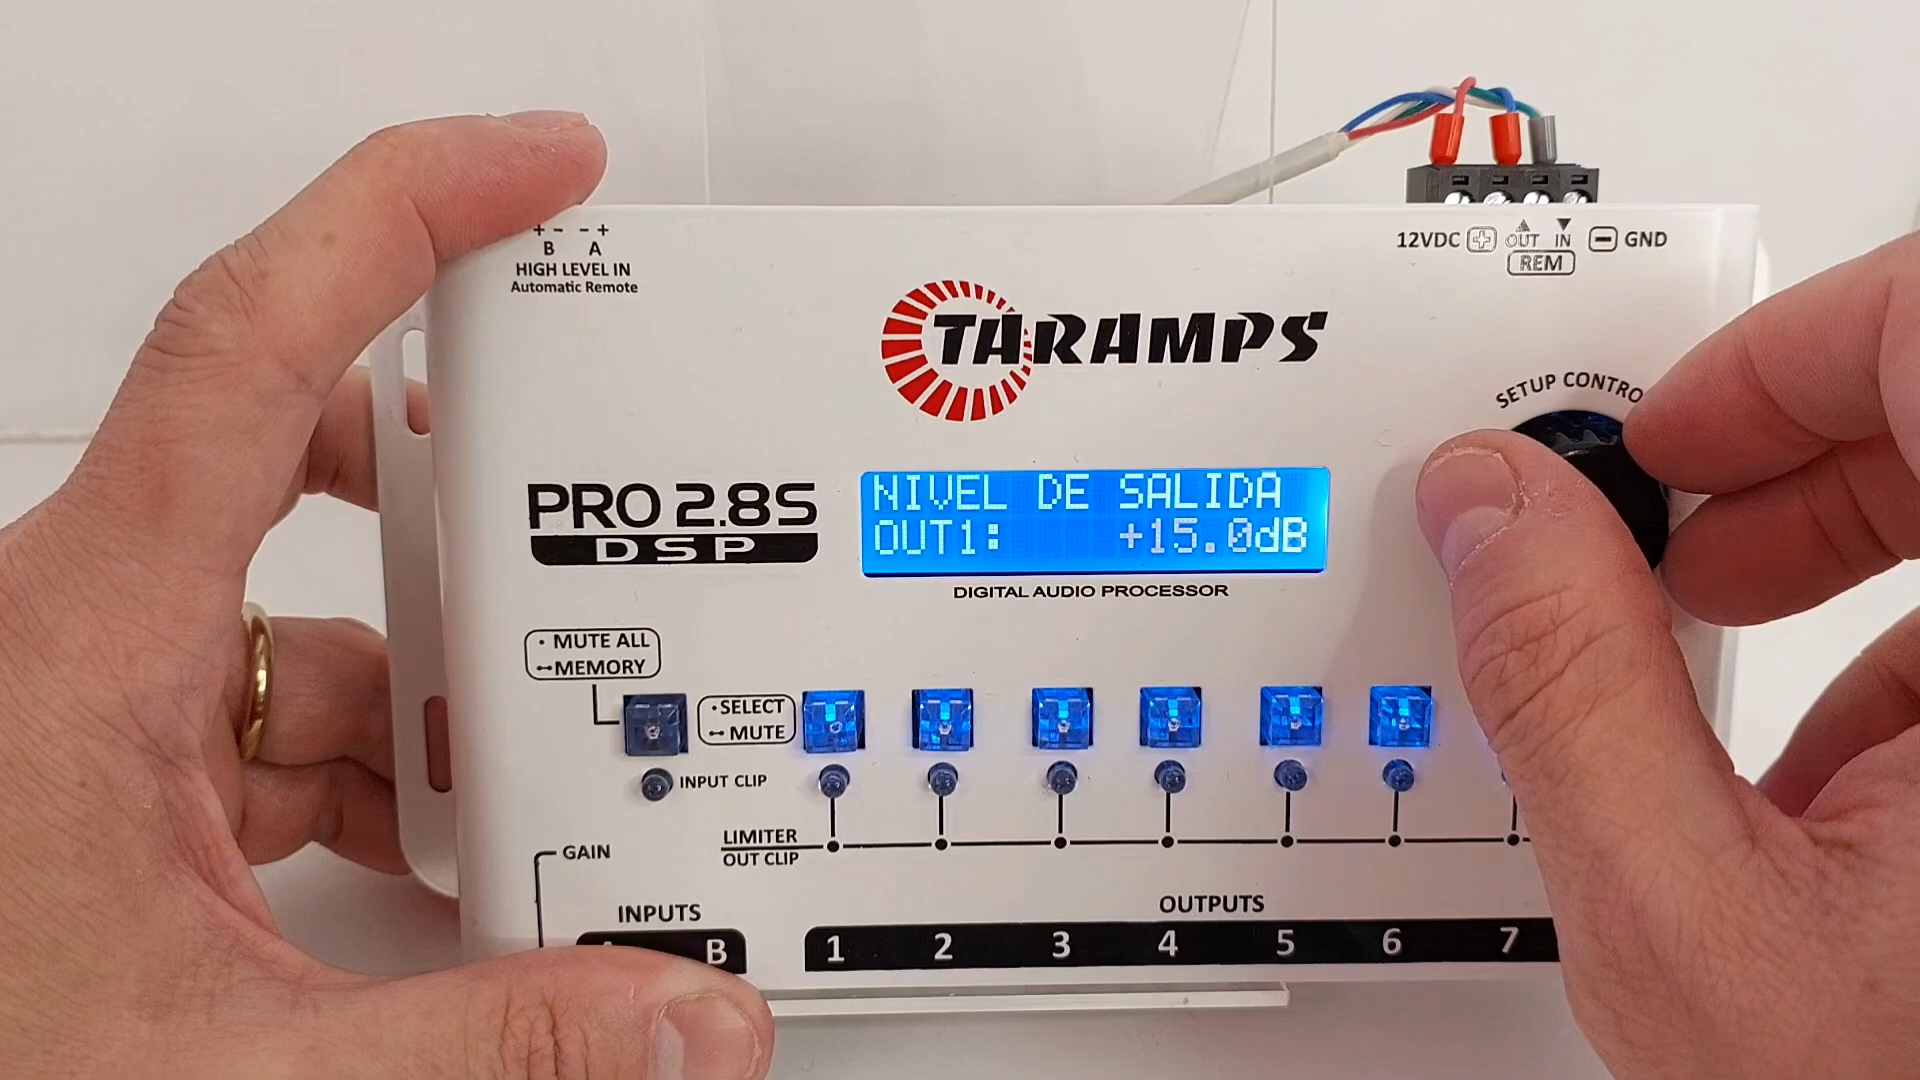 + - - +
B A
HIGH LEVEL IN
Automatic Remote
12VDC + OUT IN - GND
REM
TARAMPS
SETUP CONTRO
PRO 2.8S
DSP
NIVEL DE SALIDA
OUT1: +15.0dB
DIGITAL AUDIO PROCESSOR
MUTE ALL
MEMORY
SELECT
MUTE
INPUT CLIP
LIMITER
OUT CLIP
GAIN
INPUTS
OUTPUTS
B
1 2 3 4 5 6 7